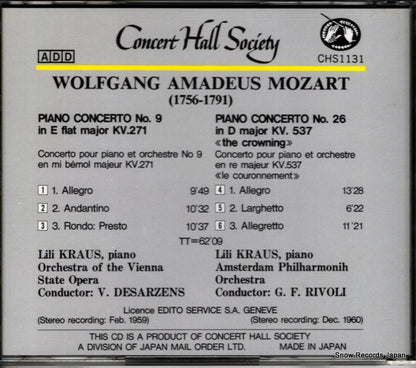 ADD
Concert Hall Society
CHS1131
WOLFGANG AMADEUS MOZART
(1756-1791)
PIANO CONCERTO No. 9
in E flat major KV.271
Concerto pour piano et orchestre No 9
en mi bémol majeur KV.271
1 1. Allegro 9'49
2 2. Andantino 10'32
3 3. Rondo: Presto 10'37
PIANO CONCERTO No. 26
in D major KV. 537
«the crowning»
Concerto pour piano et orchestre
en re majeur KV.537
«le couronnement»
4 1. Allegro 13'28
5 2. Larghetto 6'22
6 3. Allegretto 11'21
TT=62'09
Lili KRAUS, piano
Orchestra of the Vienna
State Opera
Conductor: V. DESARZENS
Lili KRAUS, piano
Amsterdam Philharmonih
Orchestra
Conductor: G. F. RIVOLI
Licence EDITO SERVICE S.A. GENEVE
(Stereo recording: Feb. 1959)
(Stereo recording: Dec. 1960)
THIS CD IS A PRODUCT OF CONCERT HALL SOCIETY
A DIVISION OF JAPAN MAIL ORDER LTD. MADE IN JAPAN
Snow Records Japan